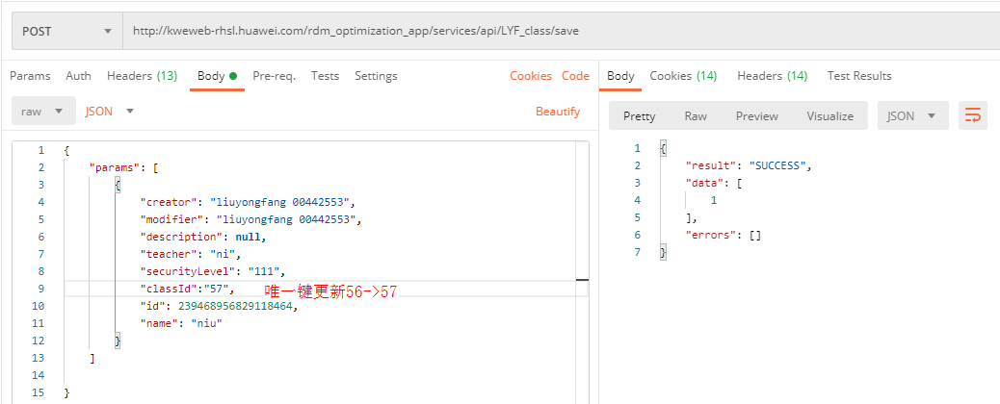 POST
http://kweweb-rhsl.huawei.com/rdm_optimization_app/services/api/LYF_class/save
Params Auth Headers (13) Body Pre-req. Tests Settings Cookies Code
raw JSON Beautify
1 {
2 "params": [
3 {
4 "creator": "liuyongfang 00442553",
5 "modifier": "liuyongfang 00442553",
6 "description": null,
7 "teacher": "ni",
8 "securityLevel": "111",
9 "classId":"57", 唯一键更新56->57
10 "id": 239468956829118464,
11 "name": "niu"
12 }
13 ]
14
15 }
Body Cookies (14) Headers (14) Test Results
Pretty Raw Preview Visualize JSON
1 {
2 "result": "SUCCESS",
3 "data": [
4 1
5 ],
6 "errors": []
7 }